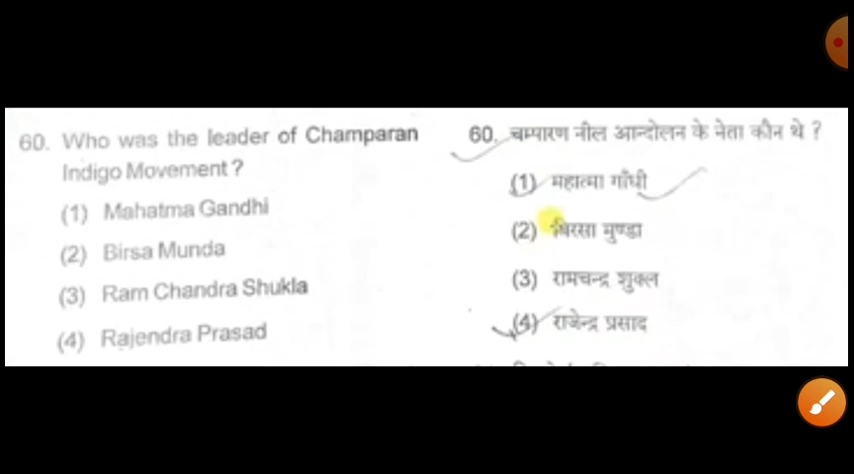 60. Who was the leader of Champaran
Indigo Movement?
(1) Mahatma Gandhi
(2) Birsa Munda
(3) Ram Chandra Shukla
(4) Rajendra Prasad
60. चम्पारण नील आन्दोलन के नेता कौन थे ?
(1) महात्मा गाँधी
(2) बिरसा मुण्डा
(3) रामचन्द्र शुक्ल
(4) राजेन्द्र प्रसाद